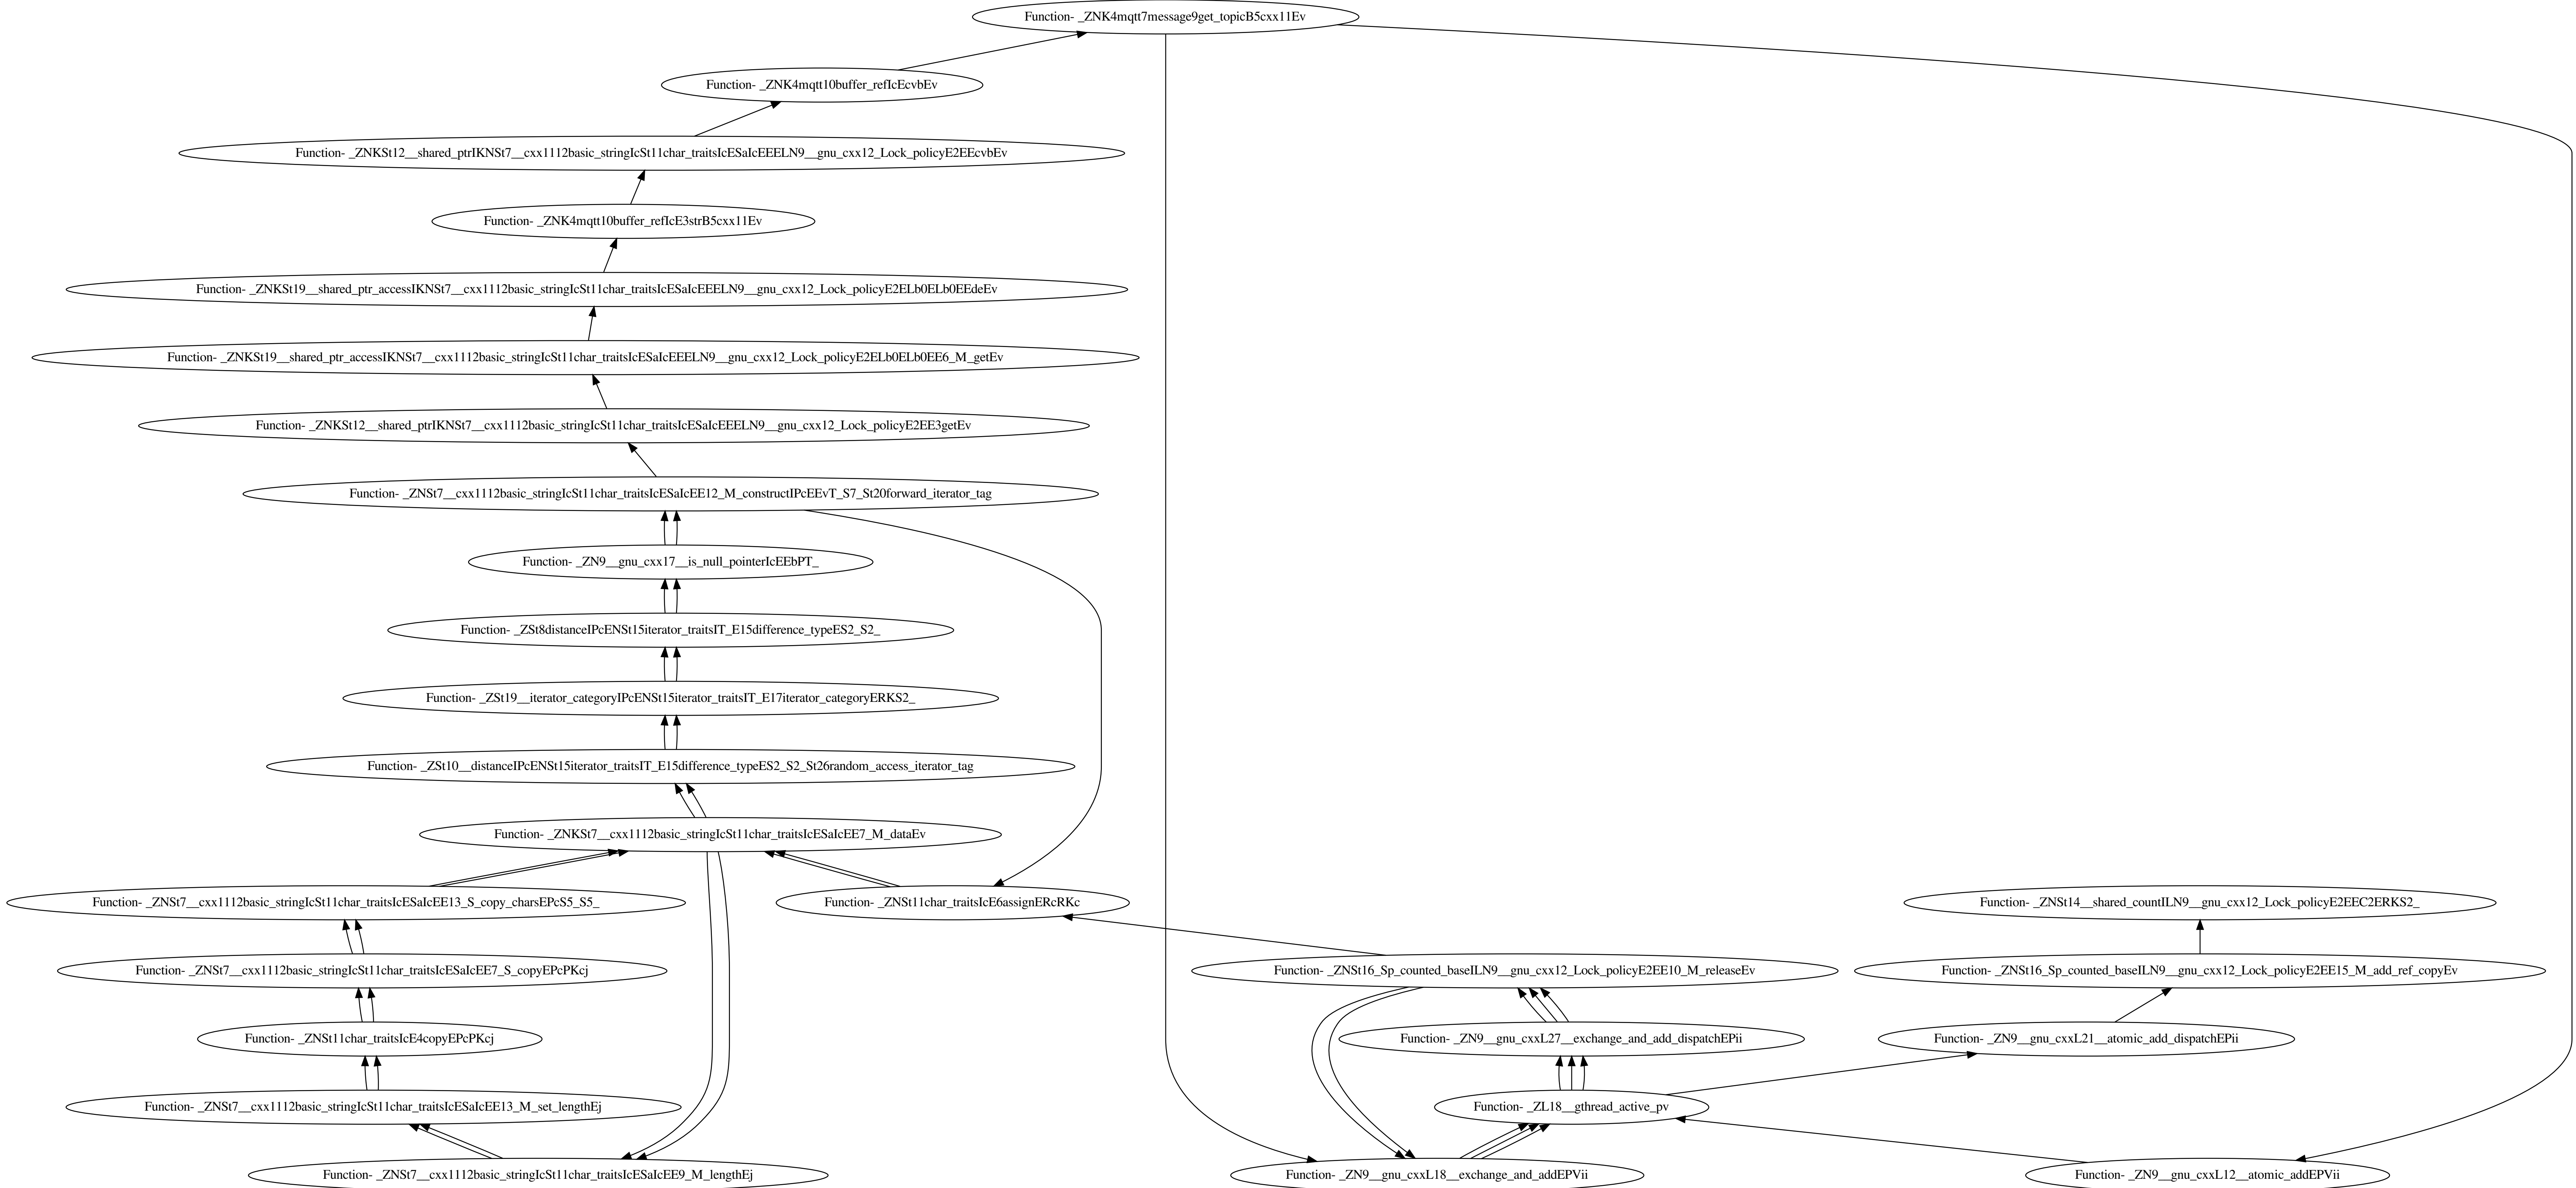 Function- _ZNK4mqtt7message9get_topicB5cxx11Ev
Function- _ZNK4mqtt10buffer_refIcEcvbEv
Function- _ZNKSt12__shared_ptrIKNSt7__cxx1112basic_stringIcSt11char_traitsIcESaIcEEELN9__gnu_cxx12_Lock_policyE2EEcvbEv
Function- _ZNK4mqtt10buffer_refIcE3strB5cxx11Ev
Function- _ZNKSt19__shared_ptr_accessIKNSt7__cxx1112basic_stringIcSt11char_traitsIcESaIcEEELN9__gnu_cxx12_Lock_policyE2ELb0ELb0EEdeEv
Function- _ZNKSt19__shared_ptr_accessIKNSt7__cxx1112basic_stringIcSt11char_traitsIcESaIcEEELN9__gnu_cxx12_Lock_policyE2ELb0ELb0EE6_M_getEv
Function- _ZNKSt12__shared_ptrIKNSt7__cxx1112basic_stringIcSt11char_traitsIcESaIcEEELN9__gnu_cxx12_Lock_policyE2EE3getEv
Function- _ZNSt7__cxx1112basic_stringIcSt11char_traitsIcESaIcEE12_M_constructIPcEEvT_S7_St20forward_iterator_tag
Function- _ZN9__gnu_cxx17__is_null_pointerIcEEbPT_
Function- _ZSt8distanceIPcENSt15iterator_traitsIT_E15difference_typeES2_S2_
Function- _ZSt19__iterator_categoryIPcENSt15iterator_traitsIT_E17iterator_categoryERKS2_
Function- _ZSt10__distanceIPcENSt15iterator_traitsIT_E15difference_typeES2_S2_St26random_access_iterator_tag
Function- _ZNKSt7__cxx1112basic_stringIcSt11char_traitsIcESaIcEE7_M_dataEv
Function- _ZNSt7__cxx1112basic_stringIcSt11char_traitsIcESaIcEE13_S_copy_charsEPcS5_S5_
Function- _ZNSt11char_traitsIcE6assignERcRKc
Function- _ZNSt14__shared_countILN9__gnu_cxx12_Lock_policyE2EEC2ERKS2_
Function- _ZNSt7__cxx1112basic_stringIcSt11char_traitsIcESaIcEE7_S_copyEPcPKcj
Function- _ZNSt16_Sp_counted_baseILN9__gnu_cxx12_Lock_policyE2EE10_M_releaseEv
Function- _ZNSt16_Sp_counted_baseILN9__gnu_cxx12_Lock_policyE2EE15_M_add_ref_copyEv
Function- _ZNSt11char_traitsIcE4copyEPcPKcj
Function- _ZN9__gnu_cxxL27__exchange_and_add_dispatchEPii
Function- _ZN9__gnu_cxxL21__atomic_add_dispatchEPii
Function- _ZNSt7__cxx1112basic_stringIcSt11char_traitsIcESaIcEE13_M_set_lengthEj
Function- _ZL18__gthread_active_pv
Function- _ZNSt7__cxx1112basic_stringIcSt11char_traitsIcESaIcEE9_M_lengthEj
Function- _ZN9__gnu_cxxL18__exchange_and_addEPVii
Function- _ZN9__gnu_cxxL12__atomic_addEPVii